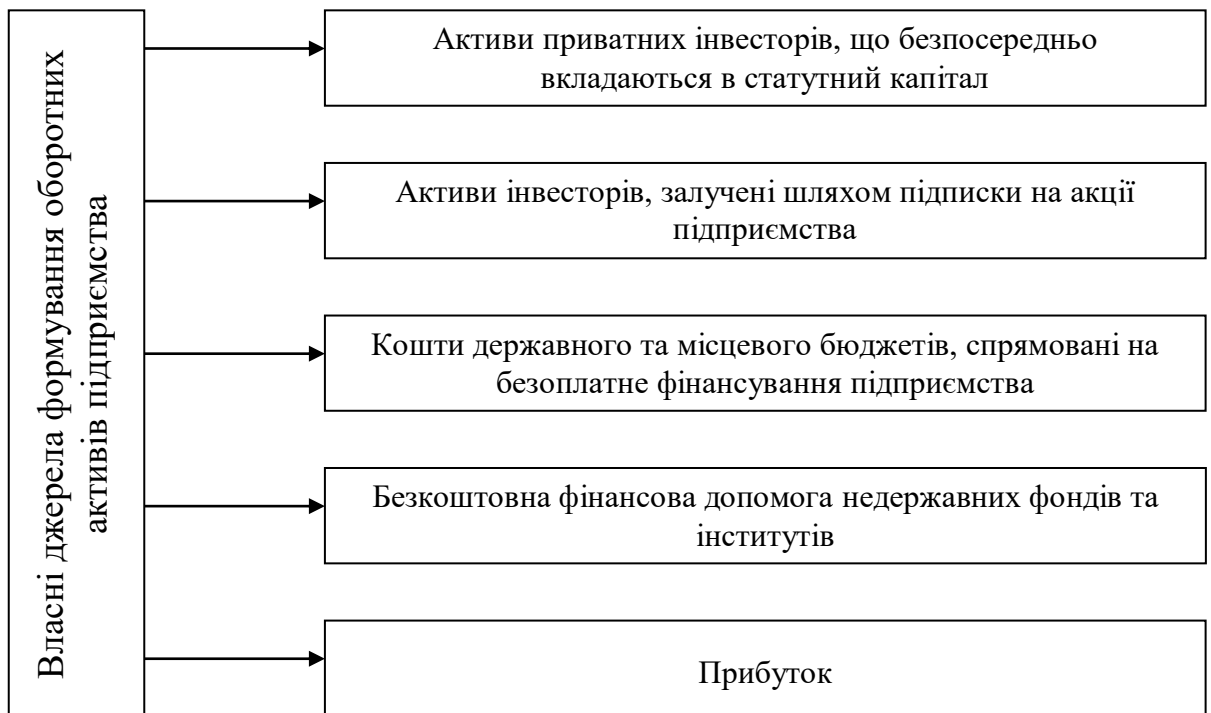 Власні джерела формування оборотних
активів підприємства
Активи приватних інвесторів, що безпосередньо
вкладаються в статутний капітал
Активи інвесторів, залучені шляхом підписки на акції
підприємства
Кошти державного та місцевого бюджетів, спрямовані на
безоплатне фінансування підприємства
Безкоштовна фінансова допомога недержавних фондів та
інститутів
Прибуток